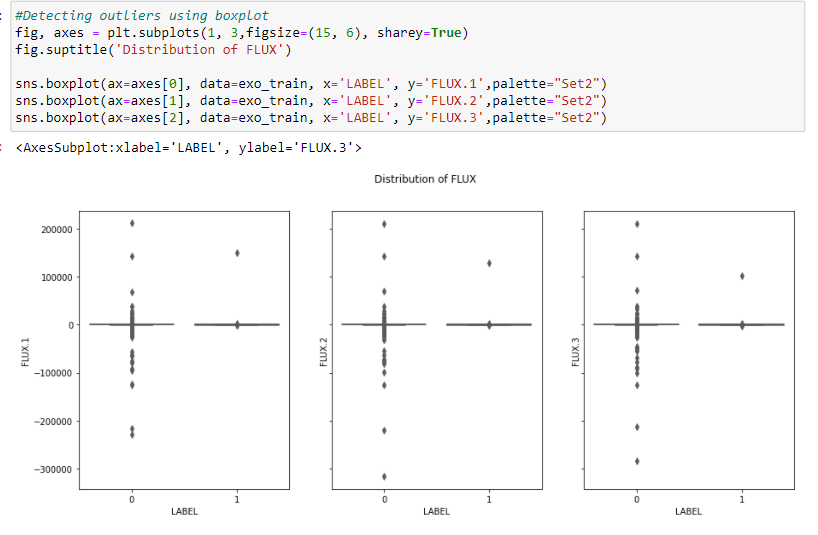 #Detecting outliers using boxplot
fig, axes = plt.subplots(1, 3,figsize=(15, 6), sharey=True)
fig.suptitle('Distribution of FLUX')
sns.boxplot(ax=axes[0], data=exo_train, x='LABEL', y='FLUX.1',palette="Set2")
sns.boxplot(ax=axes[1], data=exo_train, x='LABEL', y='FLUX.2',palette="Set2")
sns.boxplot(ax=axes[2], data=exo_train, x='LABEL', y='FLUX.3',palette="Set2")
<AxesSubplot:xlabel='LABEL', ylabel='FLUX.3'>
Distribution of FLUX
FLUX.1
200000
100000
0
−100000
−200000
−300000
0 1
LABEL
FLUX.2
0 1
LABEL
FLUX.3
0 1
LABEL